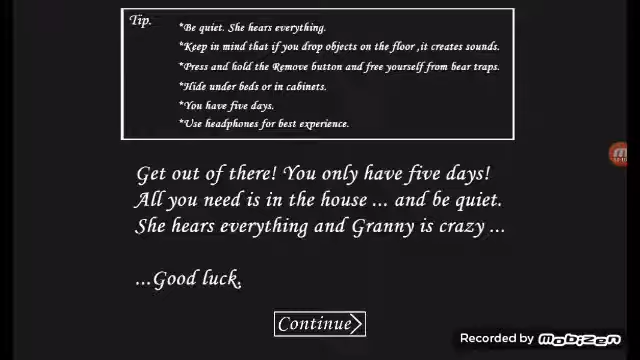 Tip.
*Be quiet. She hears everything.
*Keep in mind that if you drop objects on the floor ,it creates sounds.
*Press and hold the Remove button and free yourself from bear traps.
*Hide under beds or in cabinets.
*You have five days.
*Use headphones for best experience.
Get out of there! You only have five days!
All you need is in the house ... and be quiet.
She hears everything and Granny is crazy ...
...Good luck.
Continue
Recorded by MOBIZEN